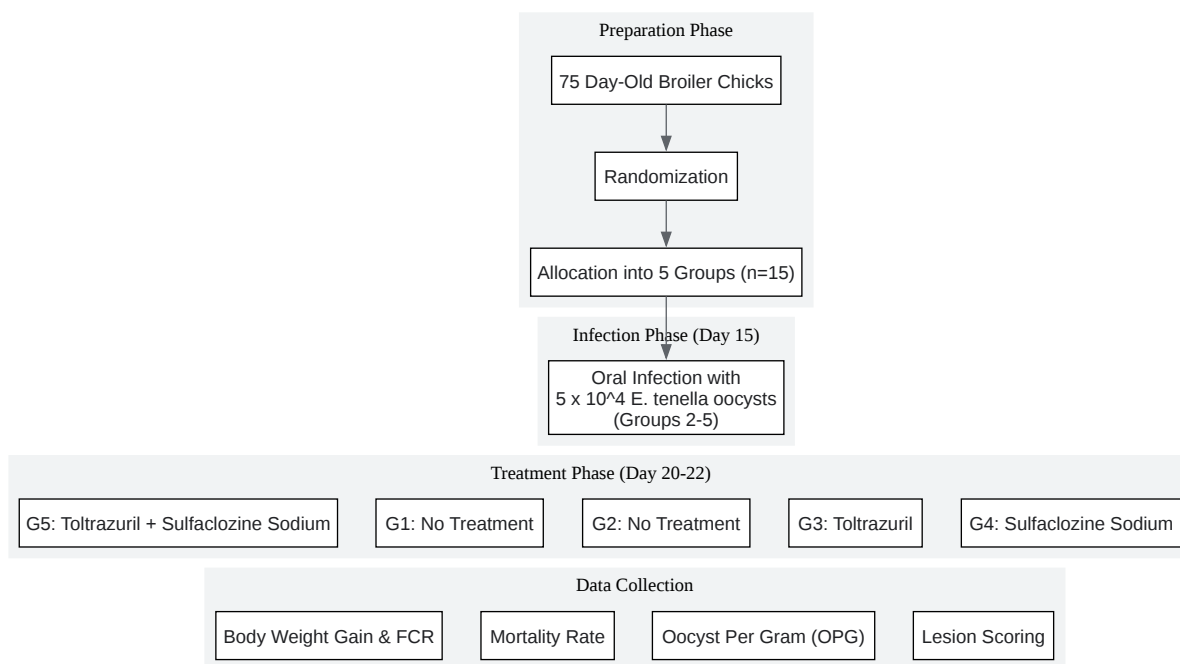 Preparation Phase
75 Day-Old Broiler Chicks
Randomization
Allocation into 5 Groups (n=15)
Infection Phase (Day 15)
Oral Infection with
5 x 10^4 E. tenella oocysts
(Groups 2-5)
Treatment Phase (Day 20-22)
G5: Toltrazuril + Sulfaclozine Sodium
G1: No Treatment
G2: No Treatment
G3: Toltrazuril
G4: Sulfaclozine Sodium
Data Collection
Body Weight Gain & FCR
Mortality Rate
Oocyst Per Gram (OPG)
Lesion Scoring